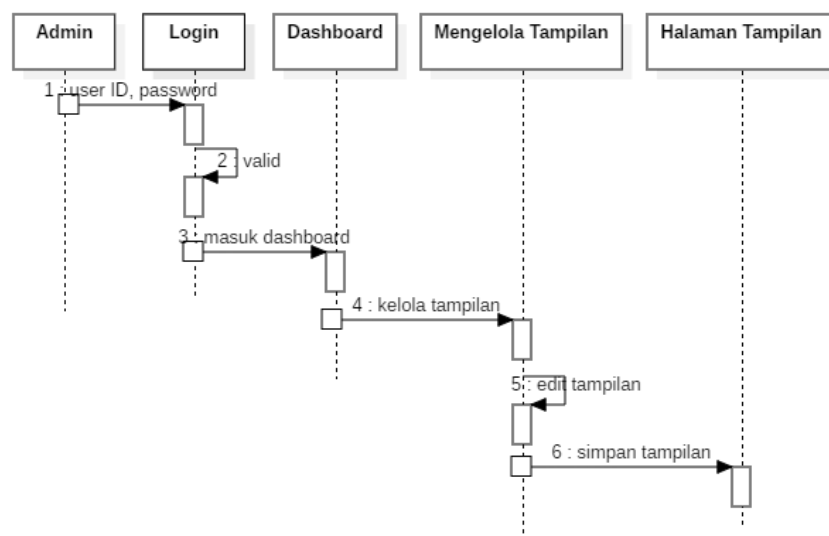 Admin
Login
Dashboard
Mengelola Tampilan
Halaman Tampilan
1 : user ID, password
2 : valid
3 : masuk dashboard
4 : kelola tampilan
5 : edit tampilan
6 : simpan tampilan